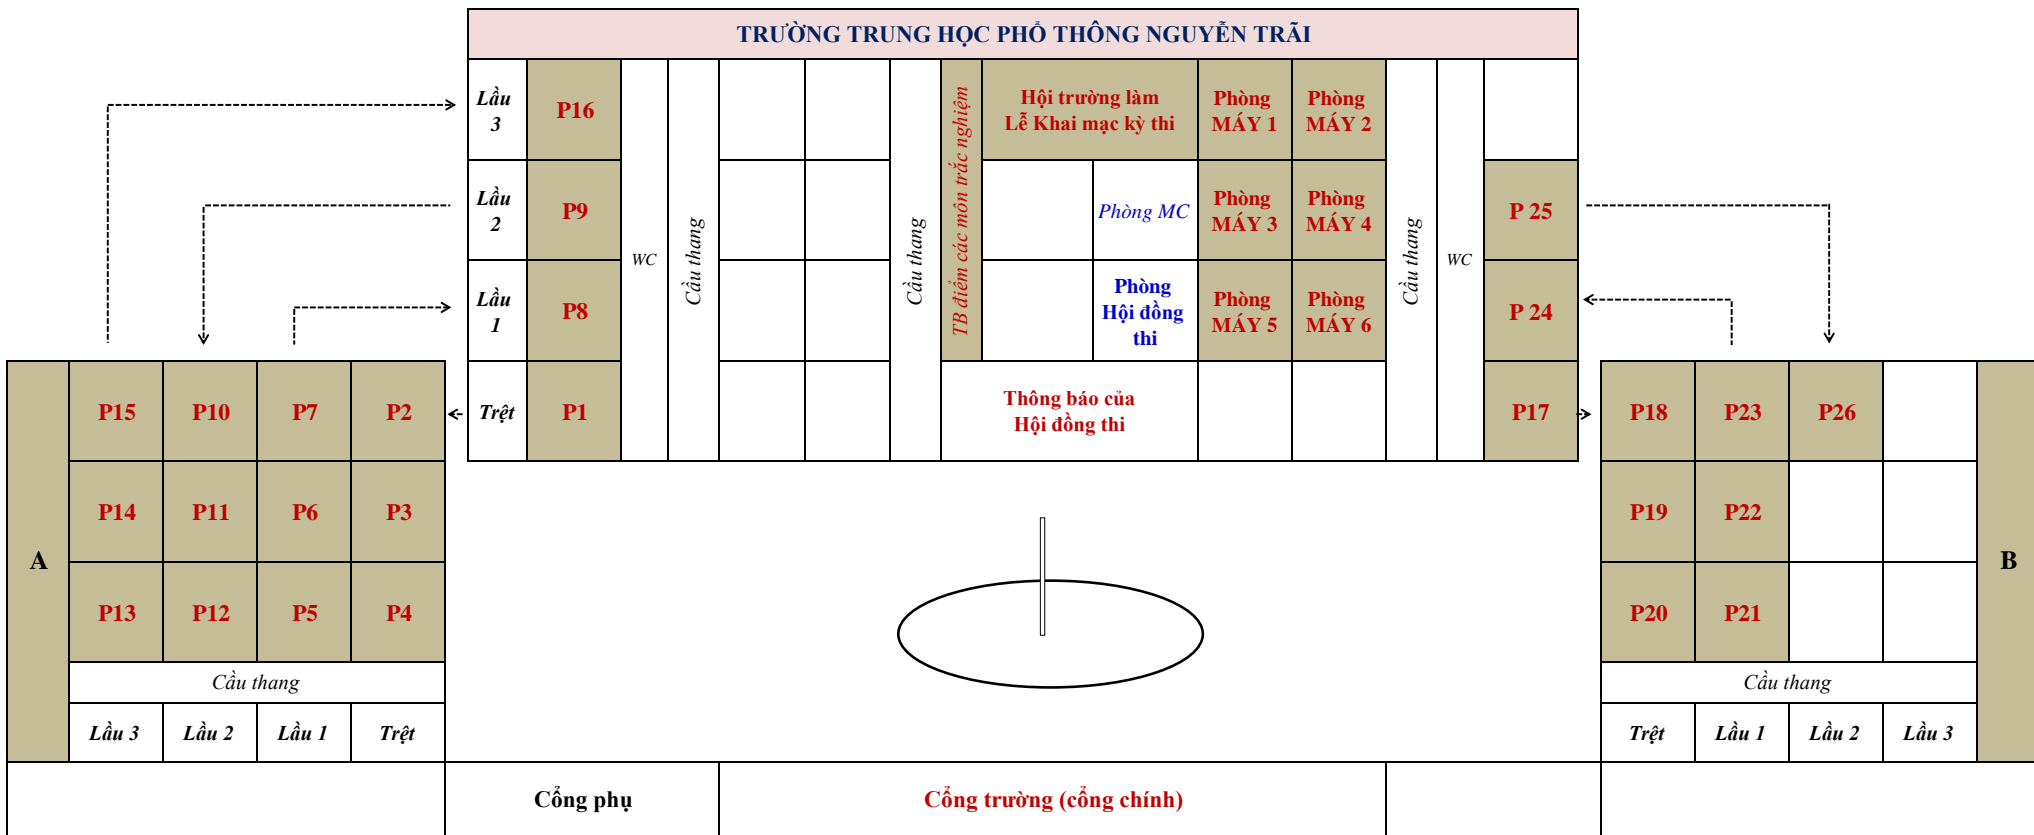 TRƯỜNG TRUNG HỌC PHỔ THÔNG NGUYỄN TRÃI
Lầu
3
P16
WC
Cầu thang
Cầu thang
TB điểm các môn trắc nghiệm
Hội trường làm
Lễ Khai mạc kỳ thi
Phòng
MÁY 1
Phòng
MÁY 2
Cầu thang
WC
Lầu
2
P9
Phòng MC
Phòng
MÁY 3
Phòng
MÁY 4
P 25
Lầu
1
P8
Phòng
Hội đồng
thi
Phòng
MÁY 5
Phòng
MÁY 6
P 24
Trệt
P1
Thông báo của
Hội đồng thi
P17
A
P15
P10
P7
P2
P14
P11
P6
P3
P13
P12
P5
P4
Cầu thang
Lầu 3
Lầu 2
Lầu 1
Trệt
P18
P23
P26
P19
P22
P20
P21
B
Cầu thang
Trệt
Lầu 1
Lầu 2
Lầu 3
Cổng phụ
Cổng trường (cổng chính)